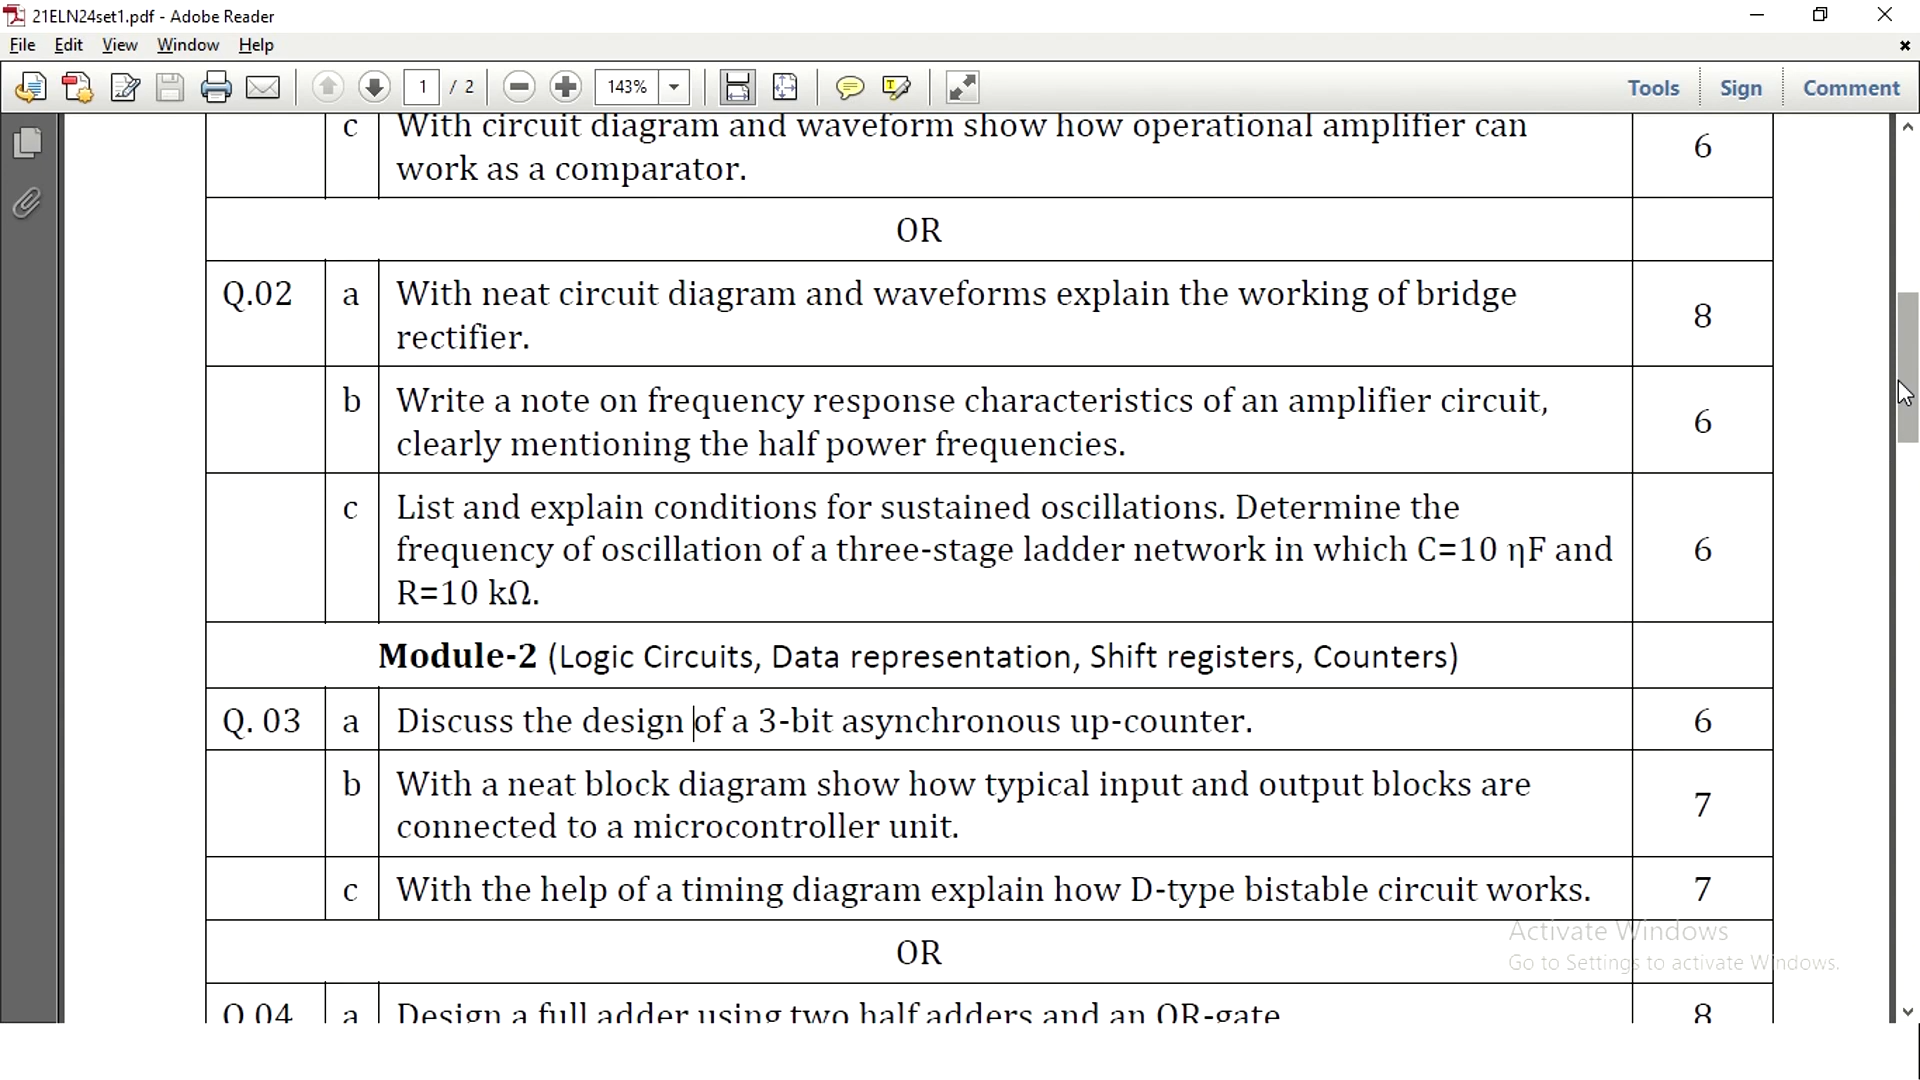 21ELN24set1.pdf - Adobe Reader
File Edit View Window Help
1 / 2 143% Tools Sign Comment
c With circuit diagram and waveform show how operational amplifier can
work as a comparator. 6
OR
Q.02 a With neat circuit diagram and waveforms explain the working of bridge
rectifier. 8
b Write a note on frequency response characteristics of an amplifier circuit,
clearly mentioning the half power frequencies. 6
c List and explain conditions for sustained oscillations. Determine the
frequency of oscillation of a three-stage ladder network in which C=10 ηF and 6
R=10 kΩ.
Module-2 (Logic Circuits, Data representation, Shift registers, Counters)
Q. 03 a Discuss the design of a 3-bit asynchronous up-counter. 6
b With a neat block diagram show how typical input and output blocks are
connected to a microcontroller unit. 7
c With the help of a timing diagram explain how D-type bistable circuit works. 7
Activate Windows
OR
Go to Settings to activate Windows.
Q.04 a Design a full adder using two half adders and an OR-gate 8